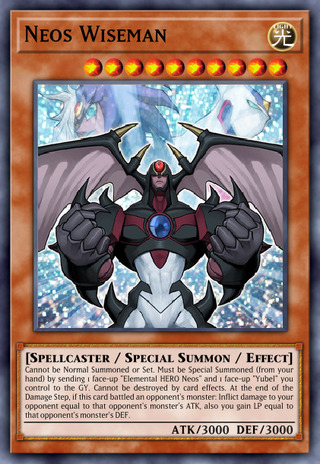 Neos Wiseman
LIGHT
光
[Spellcaster / Special Summon / Effect]
Cannot be Normal Summoned or Set. Must be Special Summoned (from your
hand) by sending 1 face-up "Elemental HERO Neos" and 1 face-up "Yubel" you
control to the GY. Cannot be destroyed by card effects. At the end of the
Damage Step, if this card battled an opponent's monster: Inflict damage to your
opponent equal to that opponent's monster's ATK, also you gain LP equal to
that opponent's monster's DEF.
ATK/3000 DEF/3000